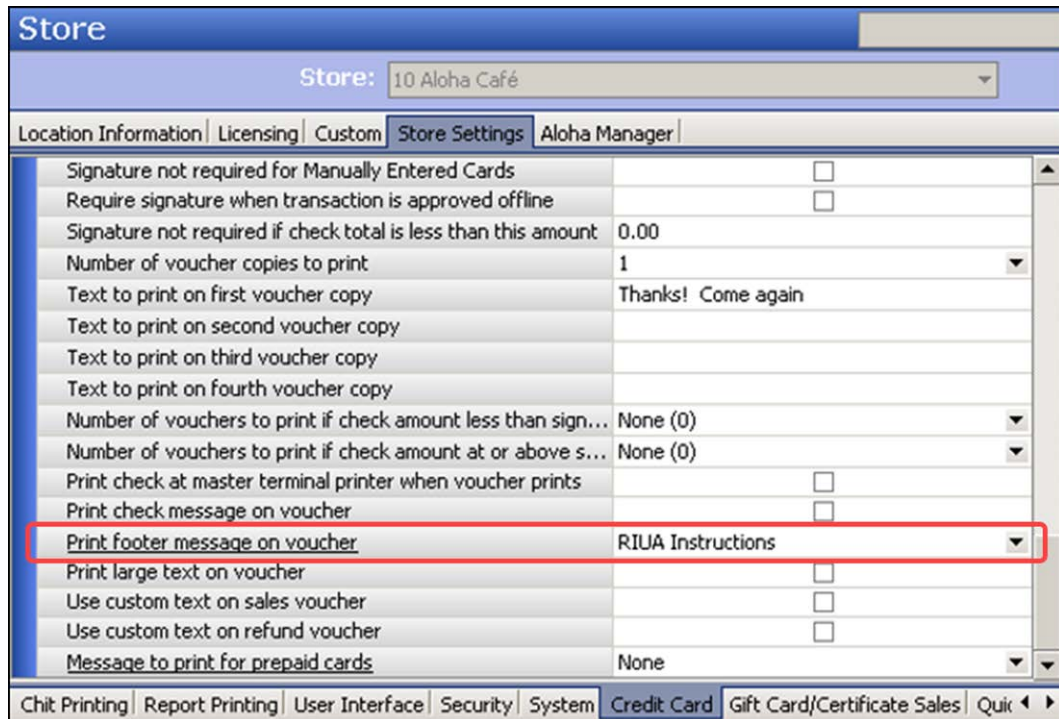 Store
Store: 10 Aloha Café
Location Information Licensing Custom Store Settings Aloha Manager
Signature not required for Manually Entered Cards
Require signature when transaction is approved offline
Signature not required if check total is less than this amount 0.00
Number of voucher copies to print 1
Text to print on first voucher copy Thanks!  Come again
Text to print on second voucher copy
Text to print on third voucher copy
Text to print on fourth voucher copy
Number of vouchers to print if check amount less than sign... None (0)
Number of vouchers to print if check amount at or above s... None (0)
Print check at master terminal printer when voucher prints
Print check message on voucher
Print footer message on voucher RIUA Instructions
Print large text on voucher
Use custom text on sales voucher
Use custom text on refund voucher
Message to print for prepaid cards None
Chit Printing Report Printing User Interface Security System Credit Card Gift Card/Certificate Sales Quic